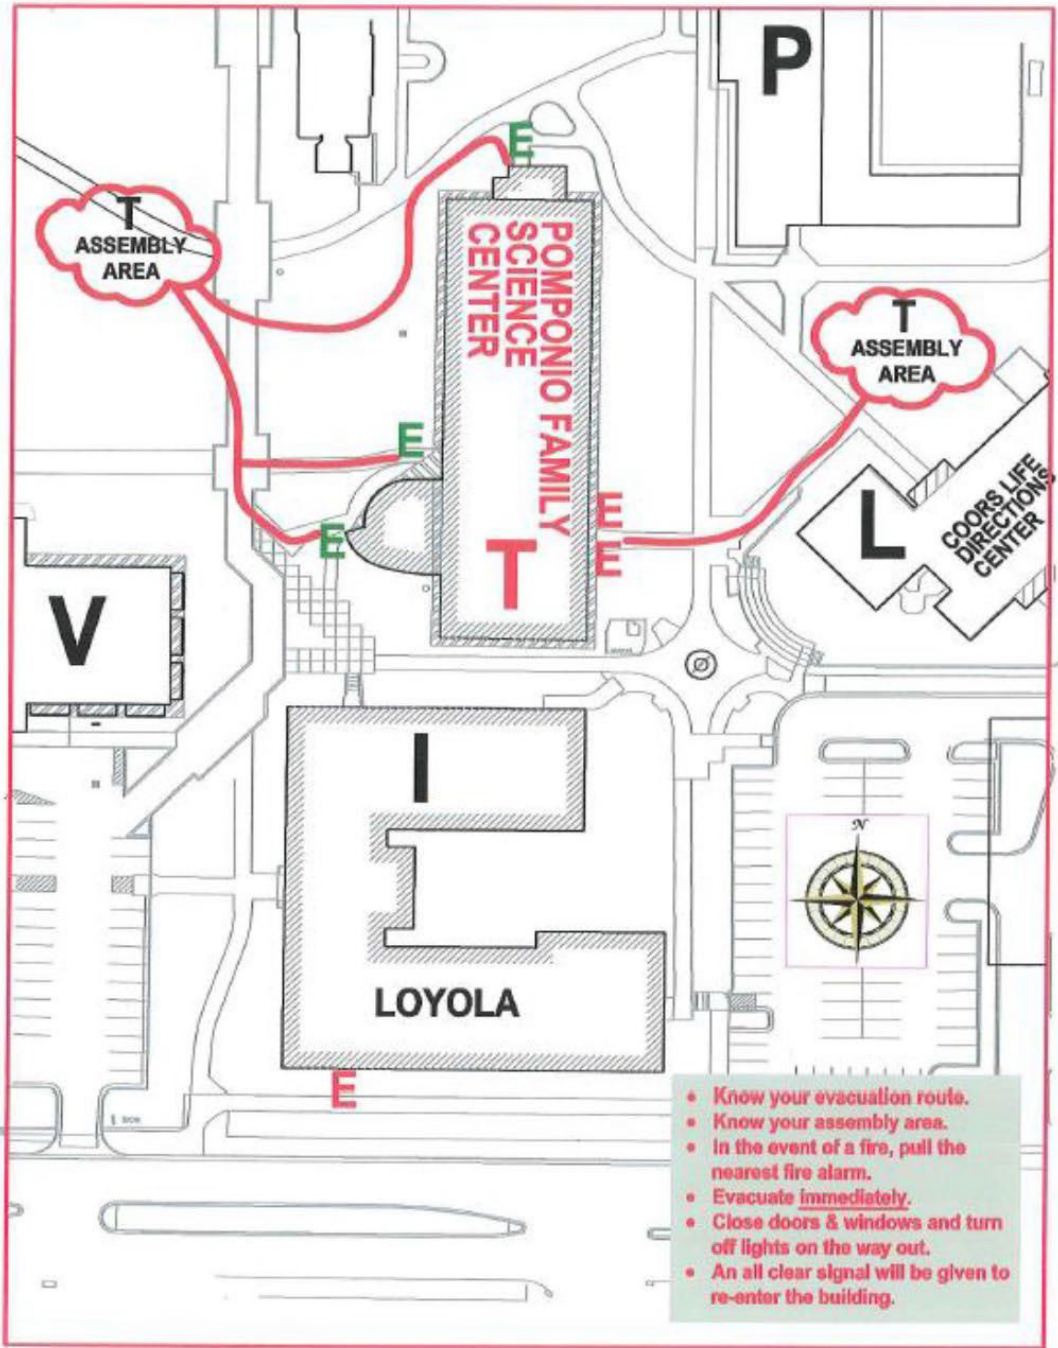 P
E
T
ASSEMBLY
AREA
POMPONIO FAMILY
SCIENCE
CENTER
T
ASSEMBLY
AREA
E
E
E
E
T
L
COORS LIFE
DIRECTIONS
CENTER
V
I
N
LOYOLA
E
• Know your evacuation route.
• Know your assembly area.
• In the event of a fire, pull the
nearest fire alarm.
• Evacuate immediately.
• Close doors & windows and turn
off lights on the way out.
• An all clear signal will be given to
re-enter the building.